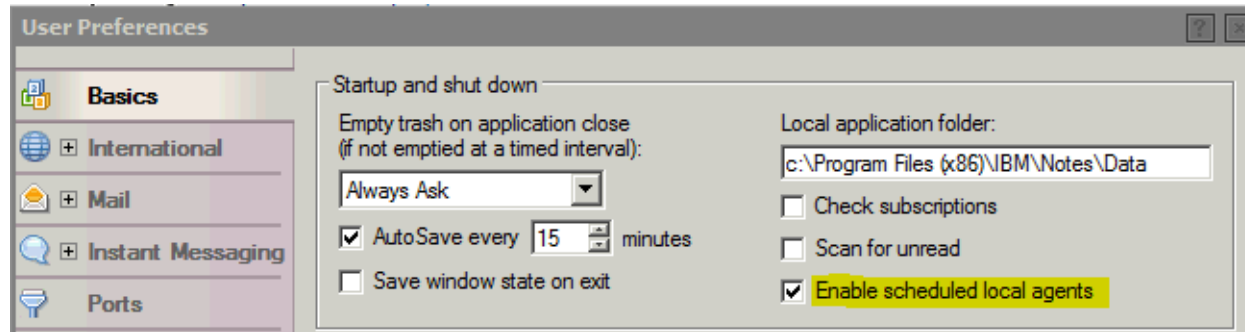 User Preferences
Basics
International
Mail
Instant Messaging
Ports
Startup and shut down
Empty trash on application close
(if not emptied at a timed interval):
Always Ask
AutoSave every 15 minutes
Save window state on exit
Local application folder:
c:\Program Files (x86)\IBM\Notes\Data
Check subscriptions
Scan for unread
Enable scheduled local agents